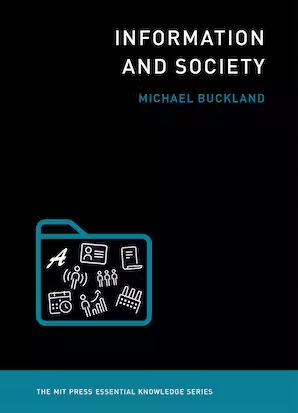 INFORMATION
AND SOCIETY
MICHAEL BUCKLAND
A
THE MIT PRESS ESSENTIAL KNOWLEDGE SERIES